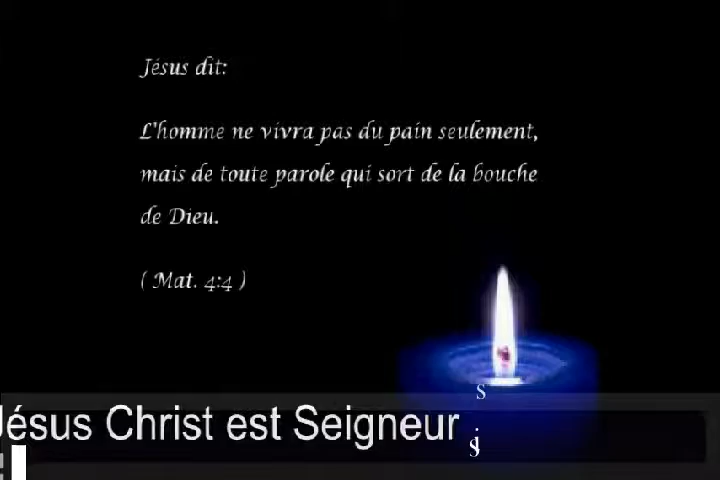 Jésus dit:
L'homme ne vivra pas du pain seulement,
mais de toute parole qui sort de la bouche
de Dieu.
( Mat. 4:4 )
s
Jésus Christ est Seigneur